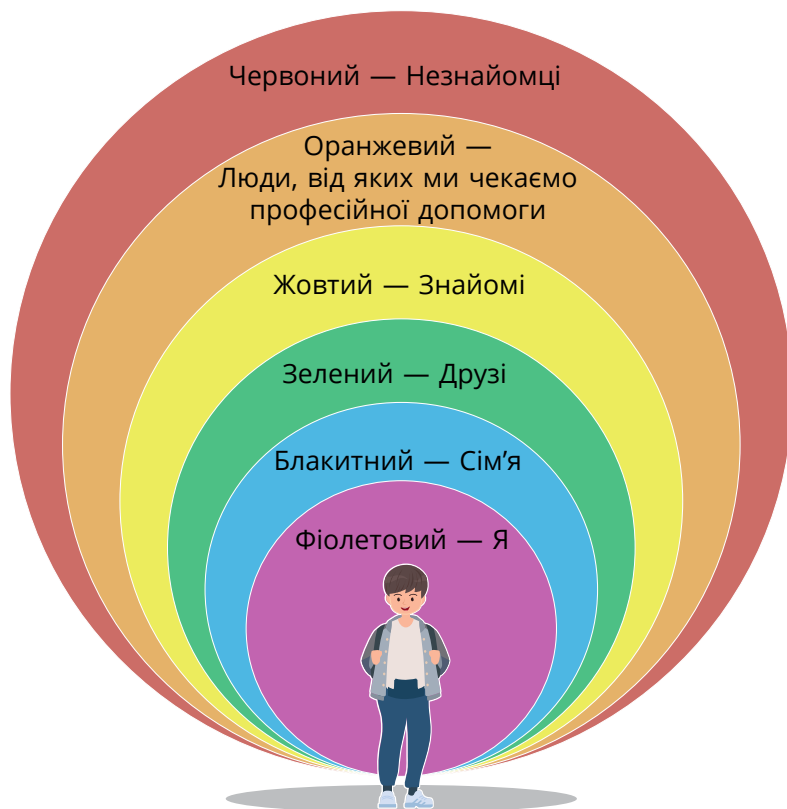 Червоний — Незнайомці
Оранжевий —
Люди, від яких ми чекаємо
професійної допомоги
Жовтий — Знайомі
Зелений — Друзі
Блакитний — Сім’я
Фіолетовий — Я